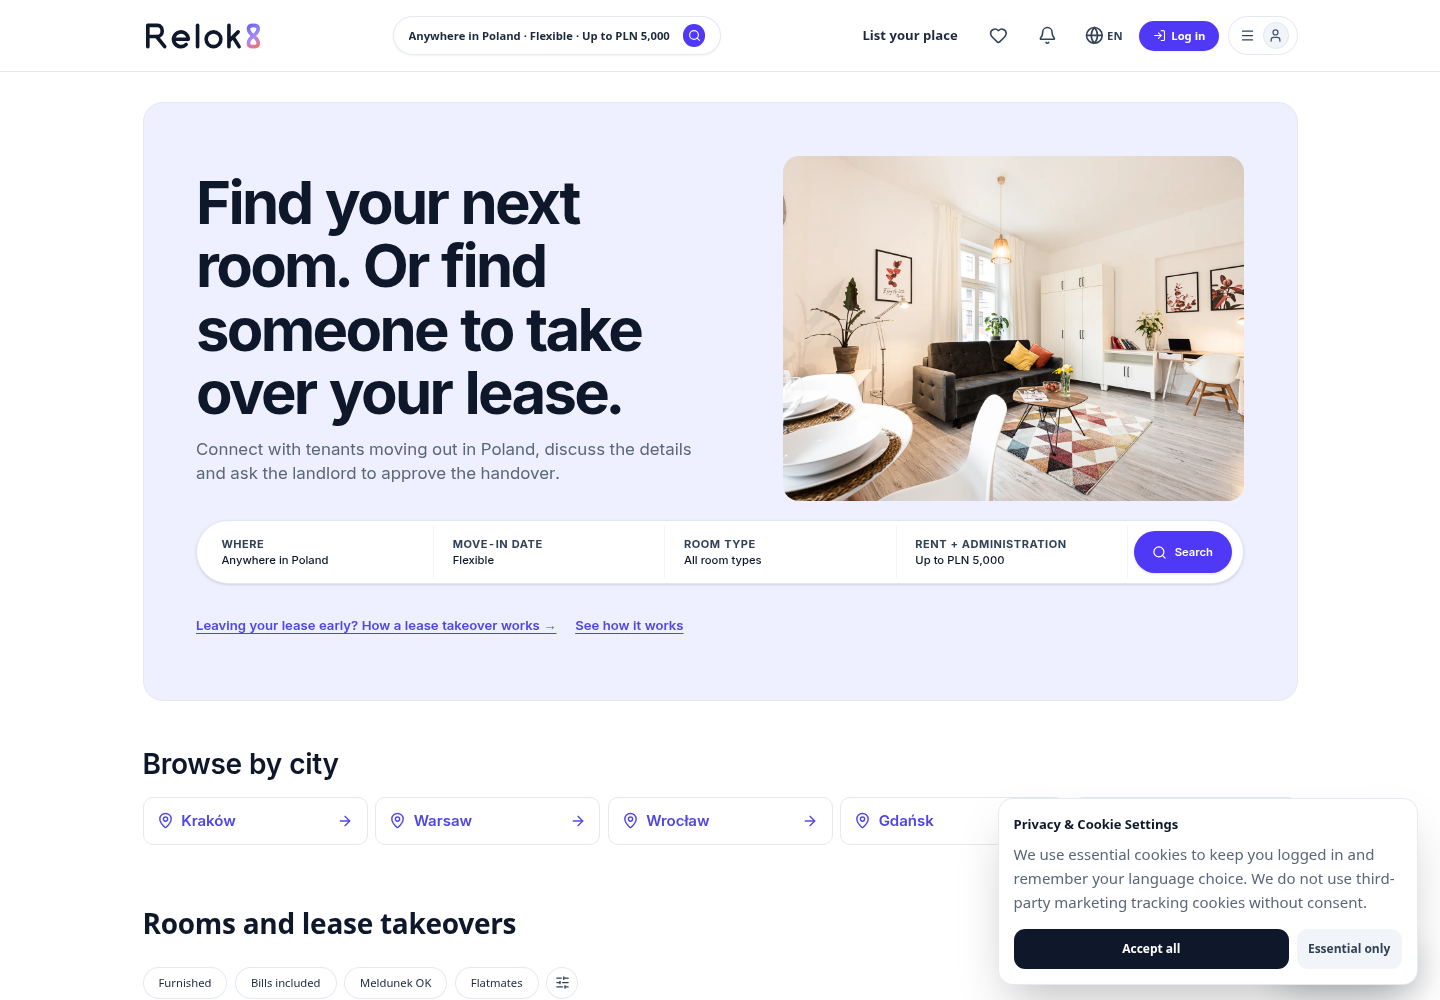 Relok8
Anywhere in Poland · Flexible · Up to PLN 5,000
List your place
EN
Log in
Find your next
room. Or find
someone to take
over your lease.
Connect with tenants moving out in Poland, discuss the details
and ask the landlord to approve the handover.
WHERE
Anywhere in Poland
MOVE-IN DATE
Flexible
ROOM TYPE
All room types
RENT + ADMINISTRATION
Up to PLN 5,000
Search
Leaving your lease early? How a lease takeover works →
See how it works
Browse by city
Kraków
Warsaw
Wrocław
Gdańsk
Rooms and lease takeovers
Furnished
Bills included
Meldunek OK
Flatmates
Privacy & Cookie Settings
We use essential cookies to keep you logged in and
remember your language choice. We do not use third-
party marketing tracking cookies without consent.
Accept all
Essential only